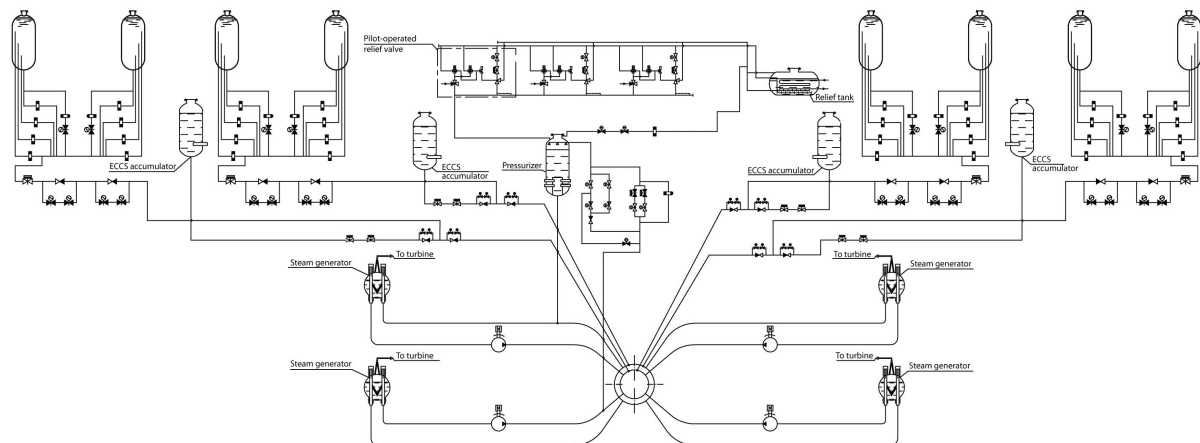 Pilot-operated
relief valve
Relief tank
ECCS accumulator
ECCS
accumulator
Pressurizer
ECCS accumulator
ECCS
accumulator
To turbine
Steam generator
To turbine
Steam generator
To turbine
Steam generator
To turbine
Steam generator